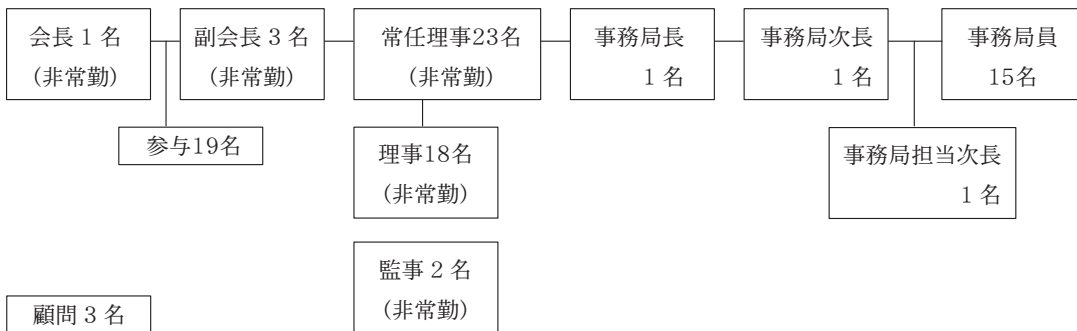 会長１名
(非常勤)
副会長３名
(非常勤)
常任理事23名
(非常勤)
事務局長
１名
事務局次長
１名
事務局員
15名
参与19名
理事18名
(非常勤)
事務局担当次長
１名
監事２名
(非常勤)
顧問３名